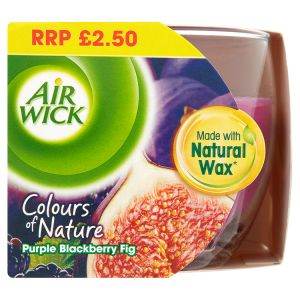 RRP £2.50
AIR
WICK
Colours
of Nature
Purple Blackberry Fig
Made with
Natural
Wax*